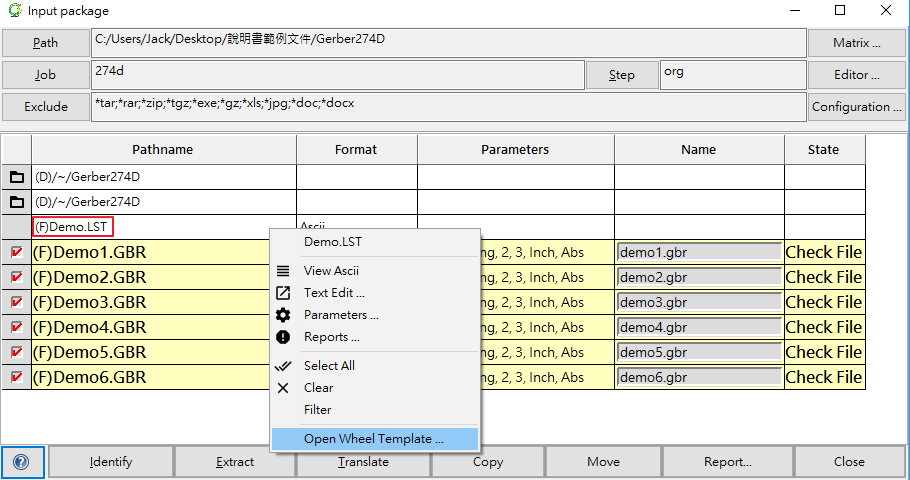 Input package
Path C:/Users/Jack/Desktop/說明書範例文件/Gerber274D Matrix ...
Job 274d Step org Editor ...
Exclude *tar;*rar;*zip;*tgz;*exe;*gz;*xls;*jpg;*doc;*docx Configuration ...
Pathname Format Parameters Name State
(D)/~/Gerber274D
(D)/~/Gerber274D
(F)Demo.LST Ascii
Demo.LST
(F)Demo1.GBR ng, 2, 3, Inch, Abs demo1.gbr Check File
View Ascii
(F)Demo2.GBR ng, 2, 3, Inch, Abs demo2.gbr Check File
Text Edit ...
(F)Demo3.GBR ng, 2, 3, Inch, Abs demo3.gbr Check File
Parameters ...
(F)Demo4.GBR ng, 2, 3, Inch, Abs demo4.gbr Check File
Reports ...
(F)Demo5.GBR ng, 2, 3, Inch, Abs demo5.gbr Check File
Select All
(F)Demo6.GBR ng, 2, 3, Inch, Abs demo6.gbr Check File
Clear
Filter
Open Wheel Template ...
Identify Extract Translate Copy Move Report... Close